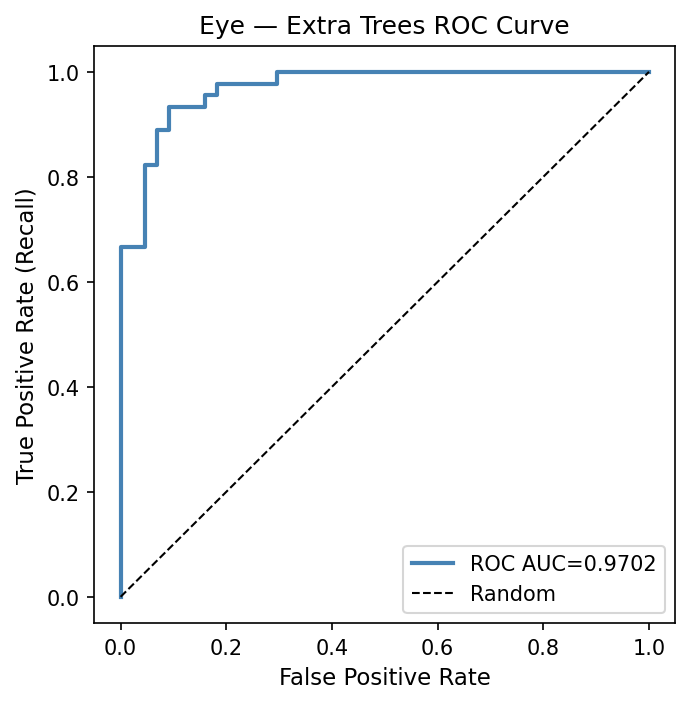 Eye — Extra Trees ROC Curve
True Positive Rate (Recall)
1.0
0.8
0.6
0.4
0.2
0.0
0.0 0.2 0.4 0.6 0.8 1.0
False Positive Rate
ROC AUC=0.9702
Random